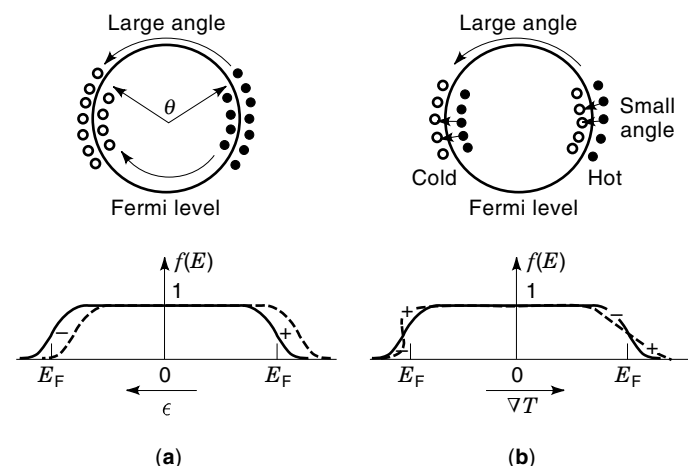 Large angle
θ
Fermi level
f(E)
1
–
+
E_F
0
E_F
ϵ
(a)
Large angle
Small
angle
Cold
Hot
Fermi level
f(E)
1
+
–
–
+
E_F
0
E_F
∇T
(b)